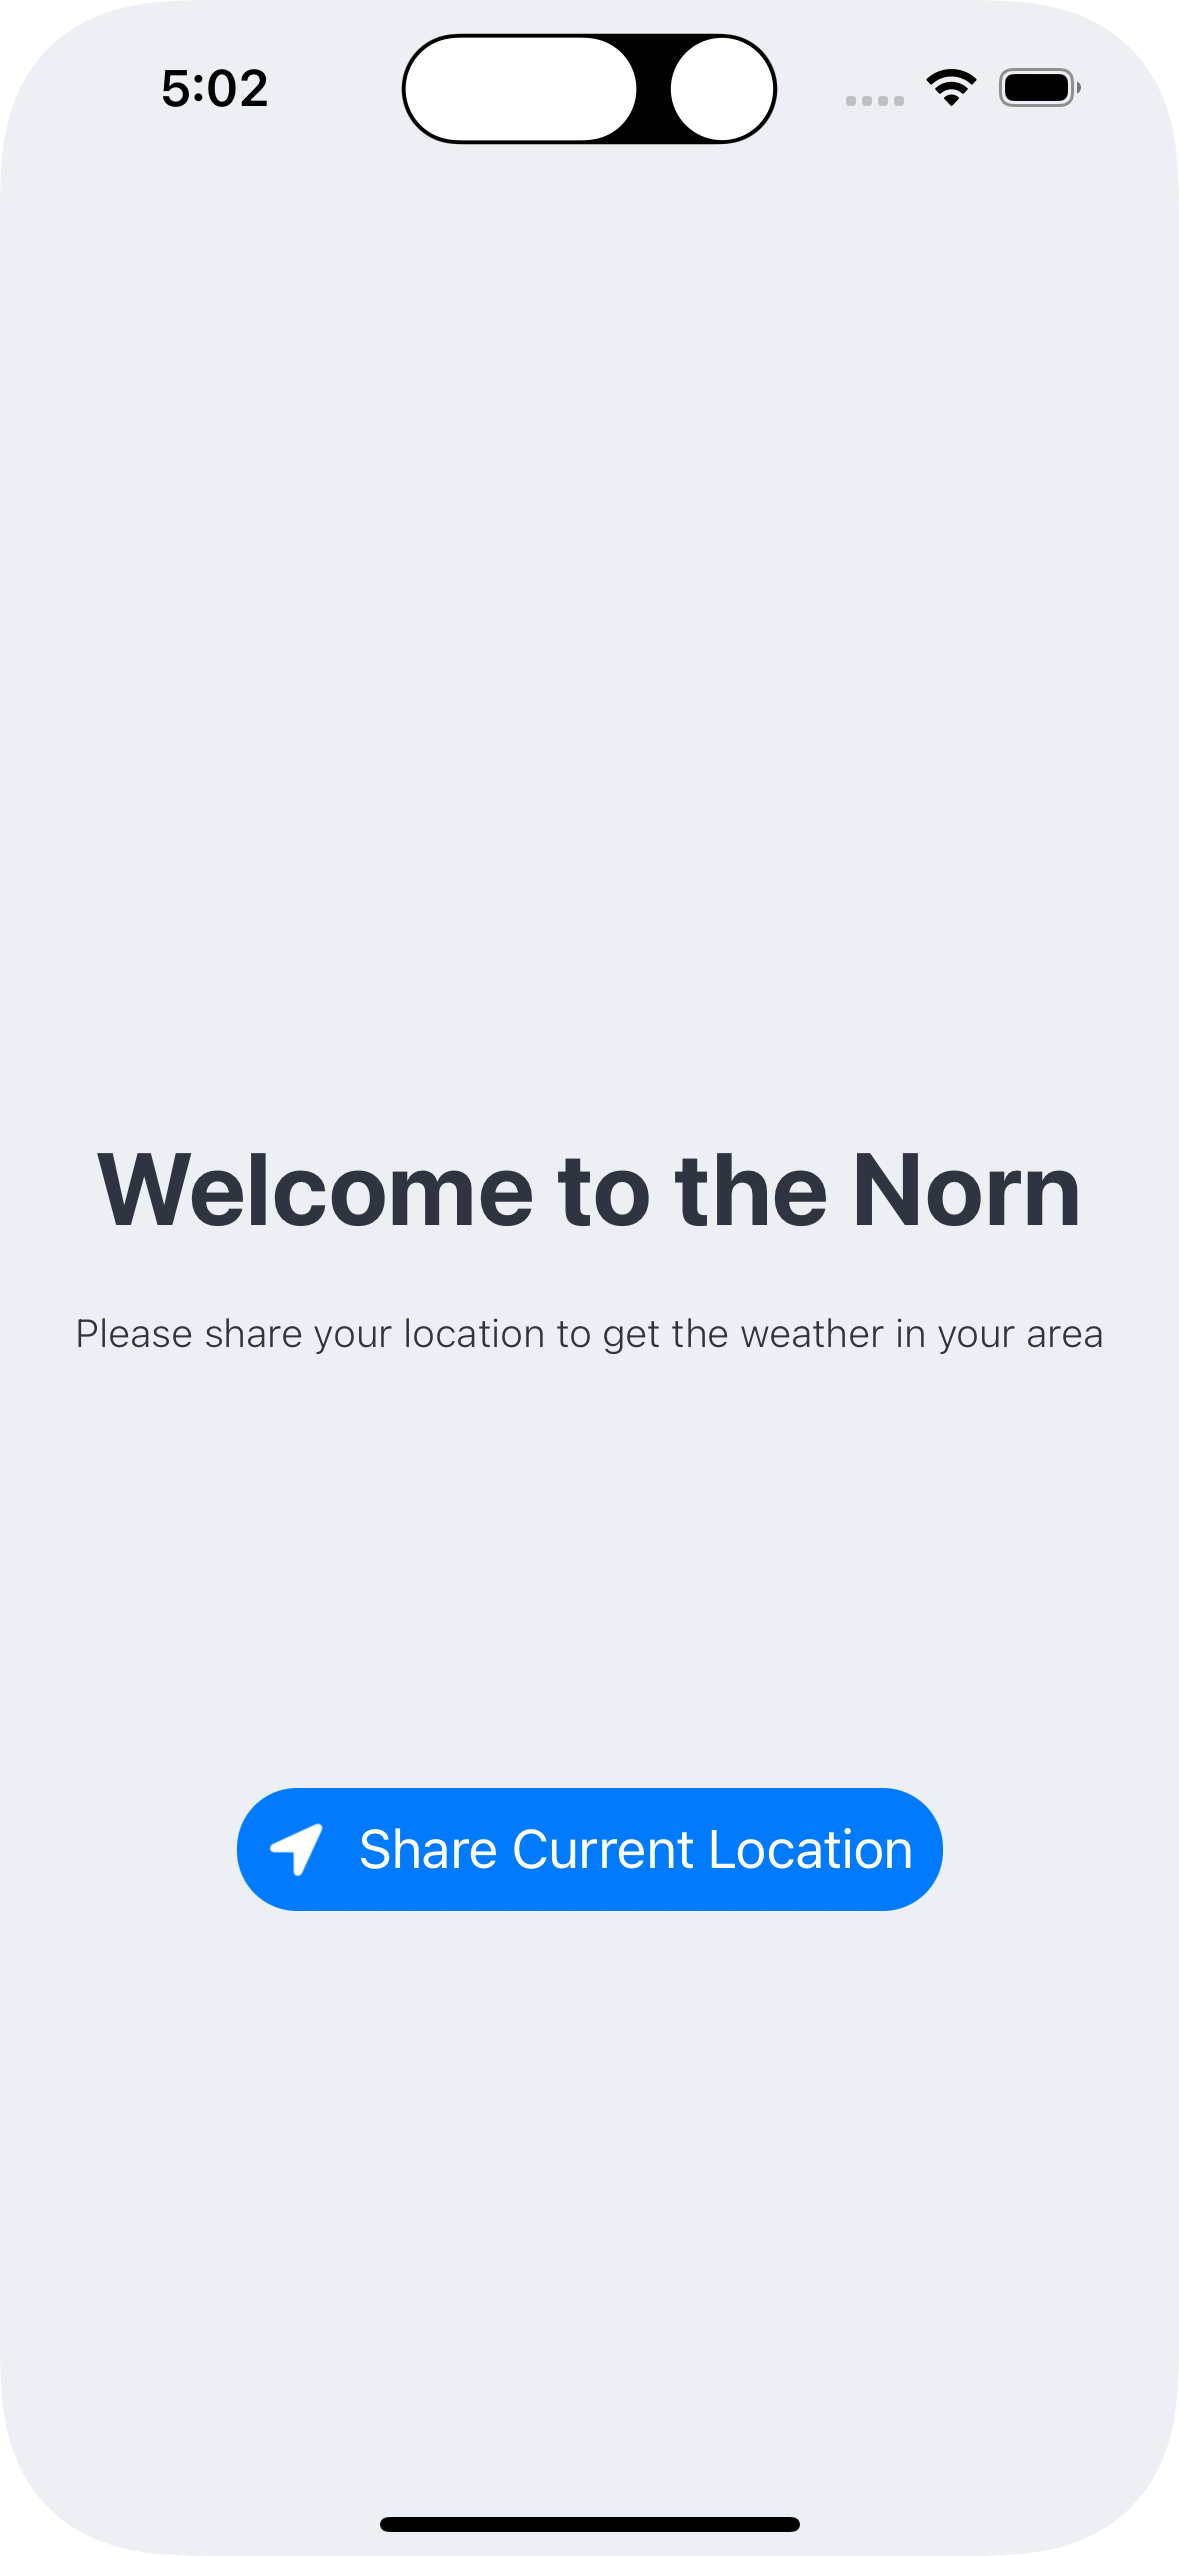 5:02
Welcome to the Norn
Please share your location to get the weather in your area
Share Current Location